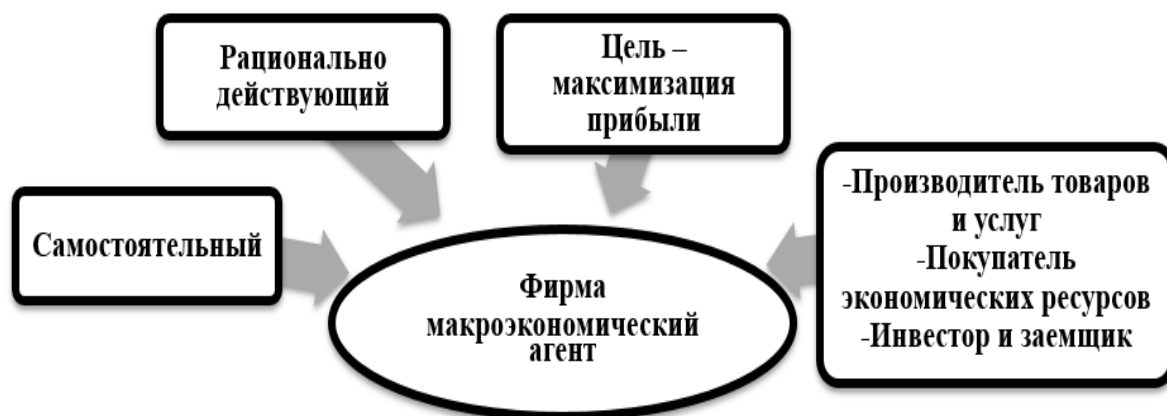 Рационально
действующий
Цель –
максимизация
прибыли
Самостоятельный
-Производитель товаров
и услуг
-Покупатель
экономических ресурсов
-Инвестор и заемщик
Фирма
макроэкономический
агент